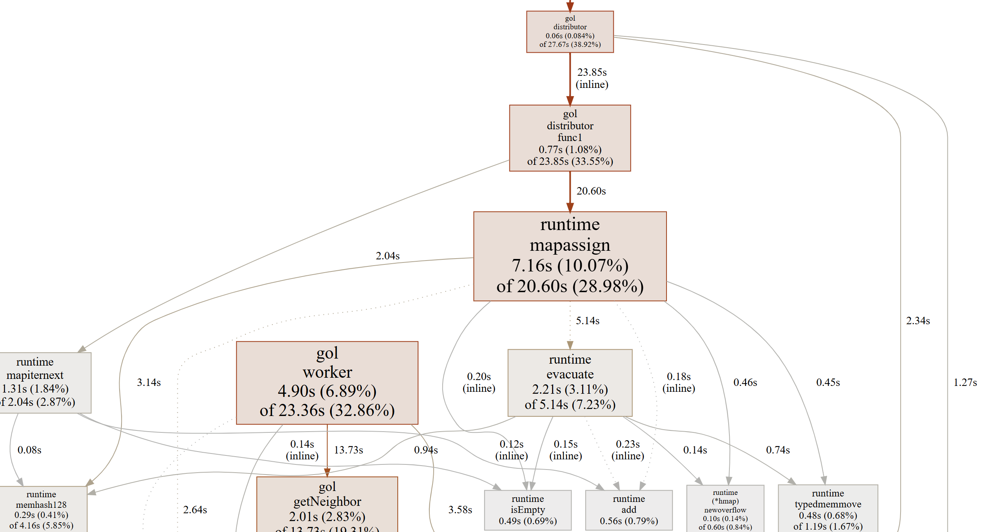 gol
distributor
0.06s (0.084%)
of 27.67s (38.92%)
23.85s
(inline)
gol
distributor
func1
0.77s (1.08%)
of 23.85s (33.55%)
20.60s
runtime
mapassign
7.16s (10.07%)
of 20.60s (28.98%)
2.04s
5.14s
2.34s
runtime
mapiternext
1.31s (1.84%)
of 2.04s (2.87%)
3.14s
gol
worker
4.90s (6.89%)
of 23.36s (32.86%)
0.20s
(inline)
runtime
evacuate
2.21s (3.11%)
of 5.14s (7.23%)
0.18s
(inline)
0.46s
0.45s
1.27s
0.08s
0.14s
(inline)
13.73s
0.94s
0.12s
(inline)
0.15s
(inline)
0.23s
(inline)
0.14s
0.74s
runtime
memhash128
0.29s (0.41%)
of 4.16s (5.85%)
2.64s
gol
getNeighbor
2.01s (2.83%)
of 13.73s (19.31%)
3.58s
runtime
isEmpty
0.49s (0.69%)
runtime
add
0.56s (0.79%)
runtime
(*hmap)
newoverflow
0.10s (0.14%)
of 0.60s (0.84%)
runtime
typedmemmove
0.48s (0.68%)
of 1.19s (1.67%)